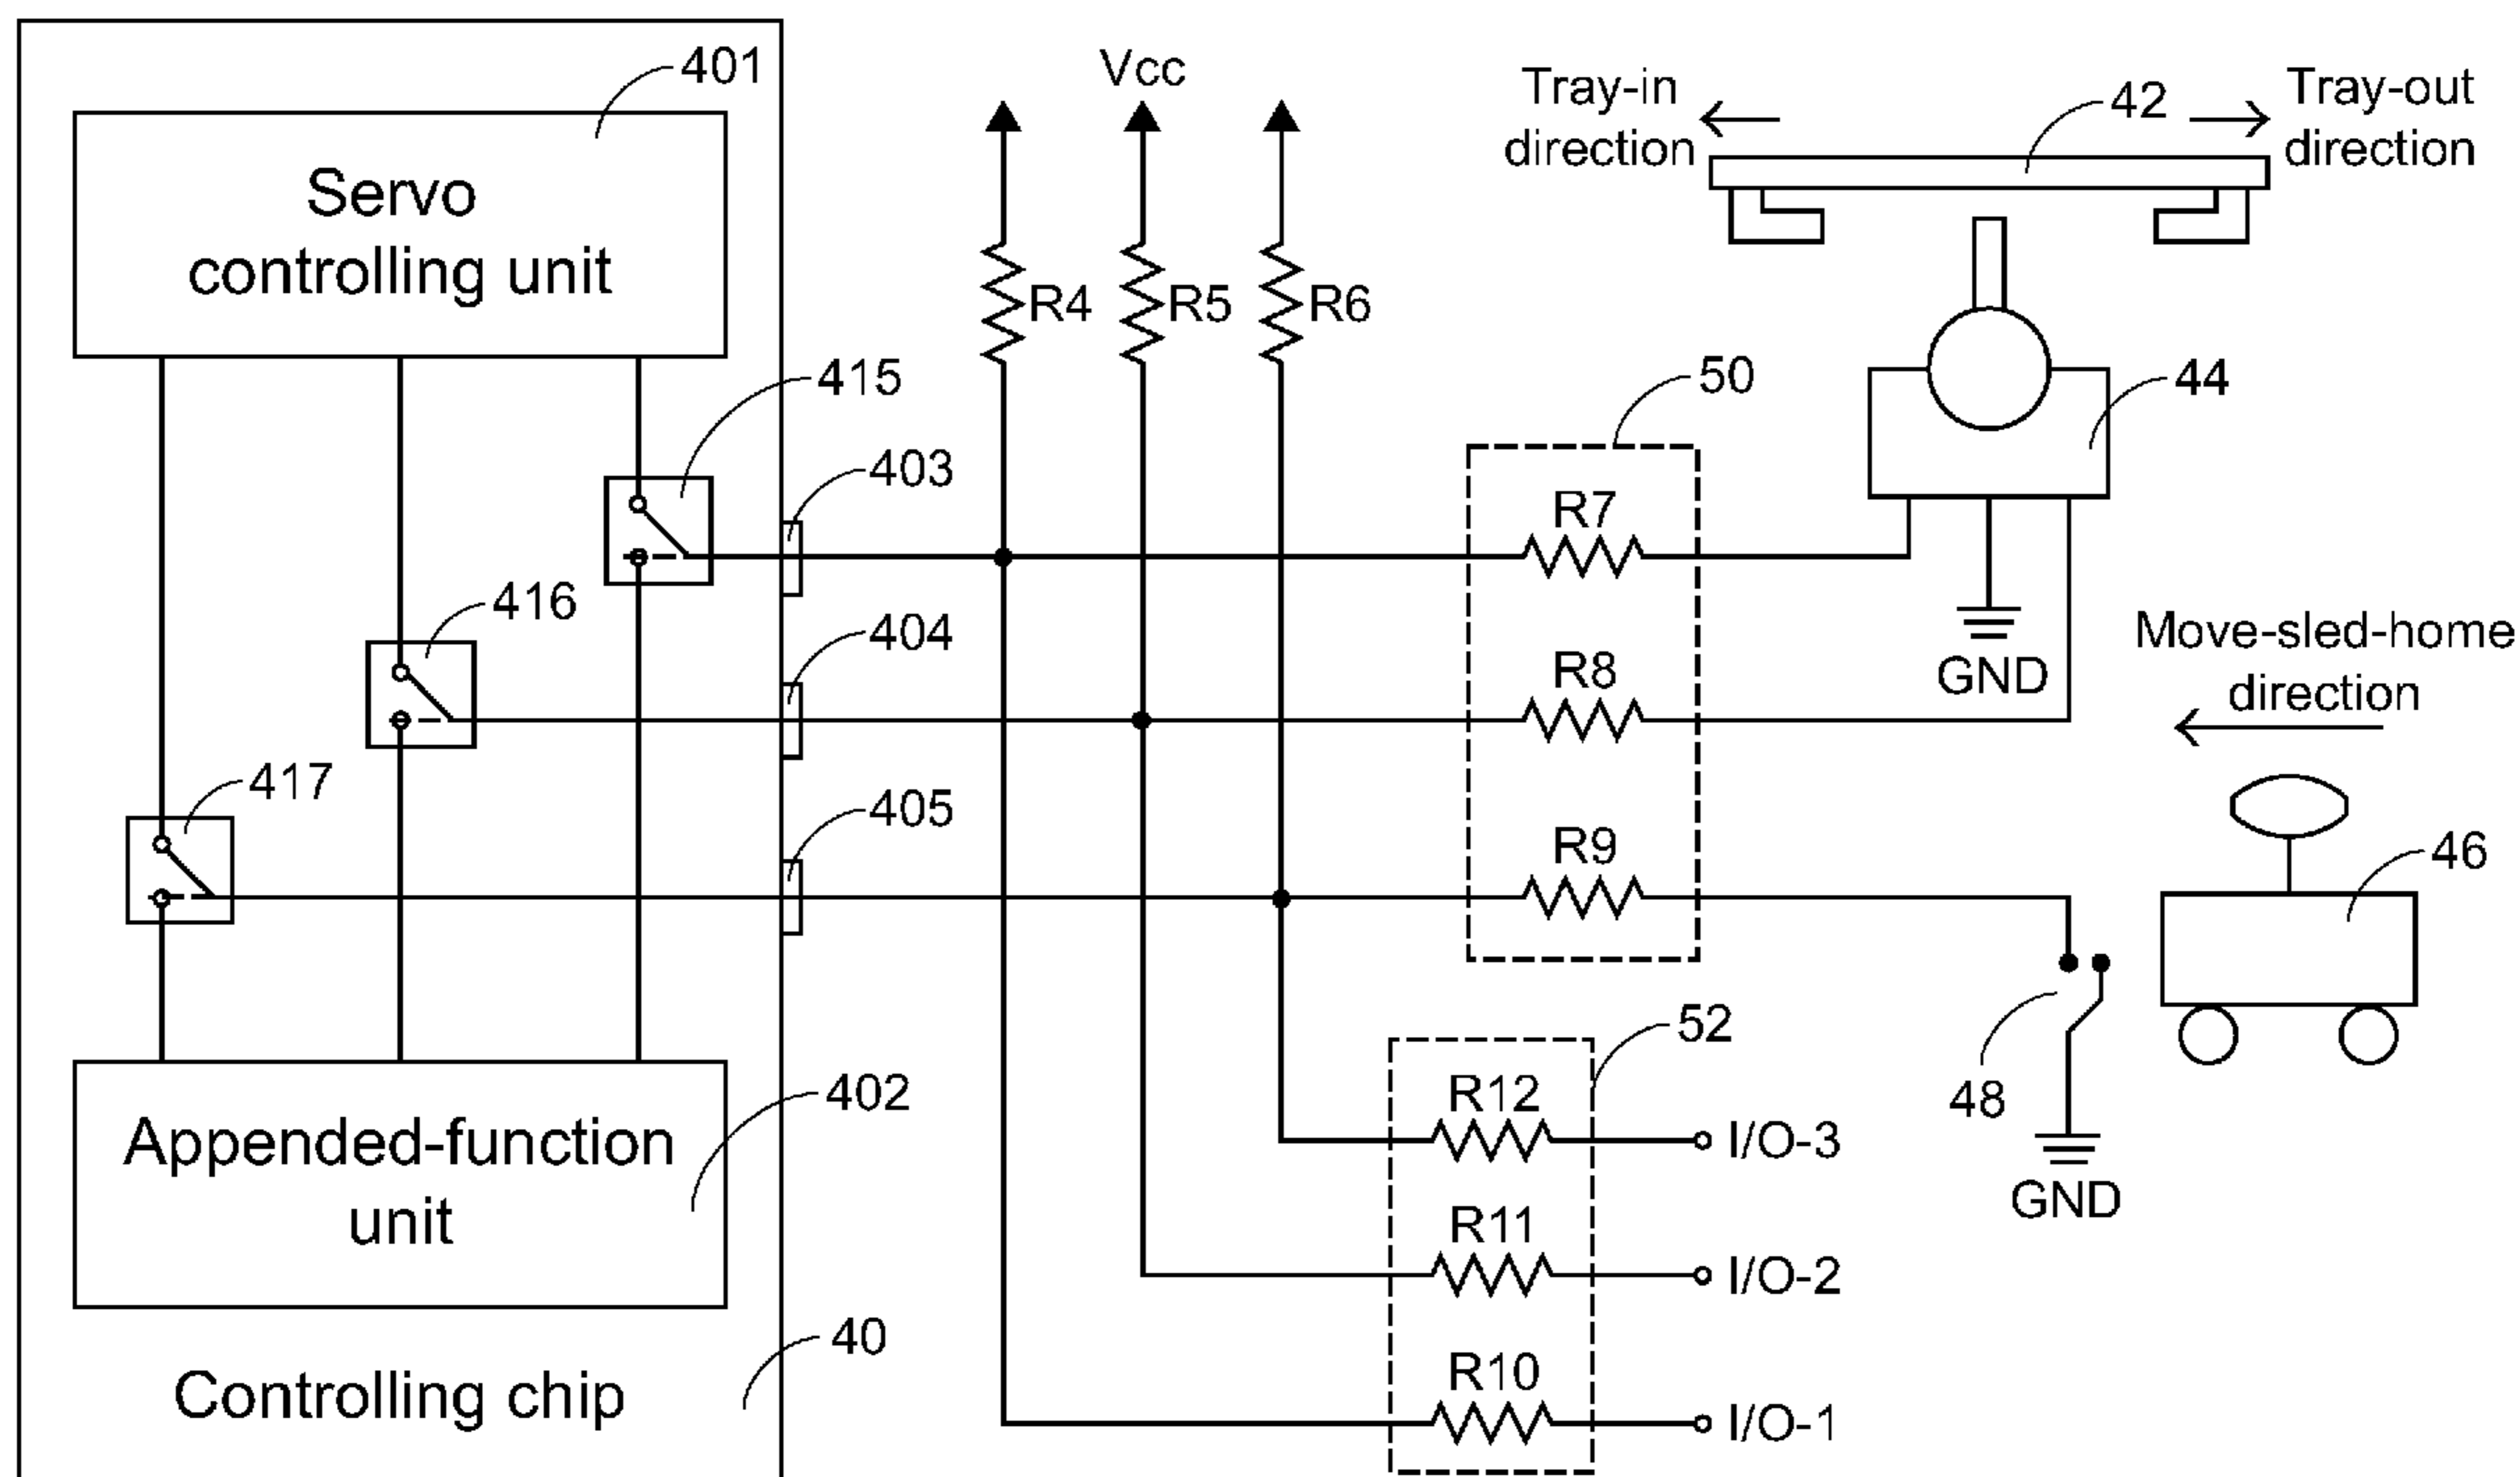 401
Servo
controlling unit
415
403
416
404
417
405
402
Appended-function
unit
40
Controlling chip
Vcc
R4
R5
R6
Tray-in
direction
42
Tray-out
direction
50
44
R7
R8
R9
GND
Move-sled-home
direction
46
48
GND
52
R12
I/O-3
R11
I/O-2
R10
I/O-1